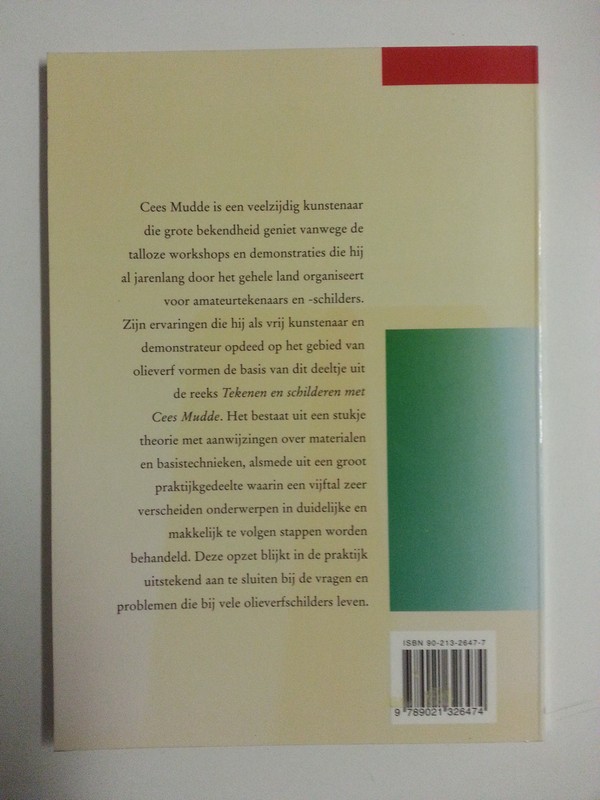 Cees Mudde is een veelzijdig kunstenaar
die grote bekendheid geniet vanwege de
talloze workshops en demonstraties die hij
al jarenlang door het gehele land organiseert
voor amateurtekenaars en -schilders.
Zijn ervaringen die hij als vrij kunstenaar en
demonstrateur opdeed op het gebied van
olieverf vormen de basis van dit deeltje uit
de reeks Tekenen en schilderen met
Cees Mudde. Het bestaat uit een stukje
theorie met aanwijzingen over materialen
en basistechnieken, alsmede uit een groot
praktijkgedeelte waarin een vijftal zeer
verscheiden onderwerpen in duidelijke en
makkelijk te volgen stappen worden
behandeld. Deze opzet blijkt in de praktijk
uitstekend aan te sluiten bij de vragen en
problemen die bij vele olieverfschilders leven.
ISBN 90-213-2647-7
9 789021 326474